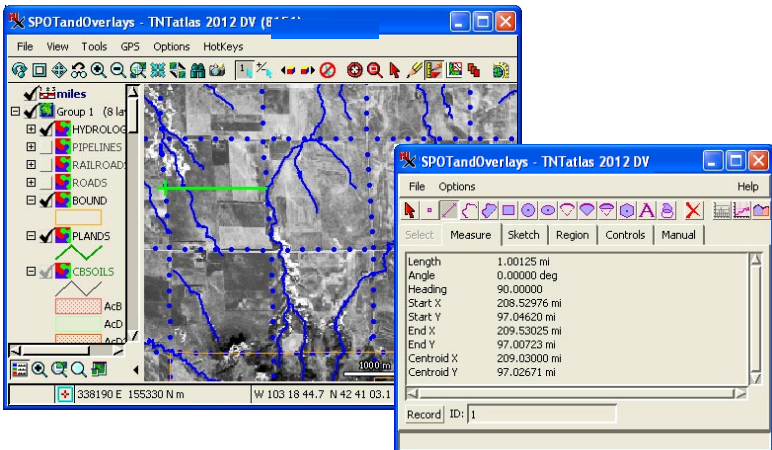 SPOTandOverlays - TNTatlas 2012 DV
File View Tools GPS Options HotKeys
miles
Group 1 (8 la
HYDROLOG
PIPELINES
RAILROAD
ROADS
BOUND
PLANDS
CBSOILS
AcB
AcD
1000 m
338190 E 155330 N m
W 103 18 44.7 N 42 41 03.1
SPOTandOverlays - TNTatlas 2012 DV
File Options Help
Select Measure Sketch Region Controls Manual
Length 1.00125 mi
Angle 0.00000 deg
Heading 90.00000
Start X 208.52976 mi
Start Y 97.04620 mi
End X 209.53025 mi
End Y 97.00723 mi
Centroid X 209.03000 mi
Centroid Y 97.02671 mi
Record ID: 1